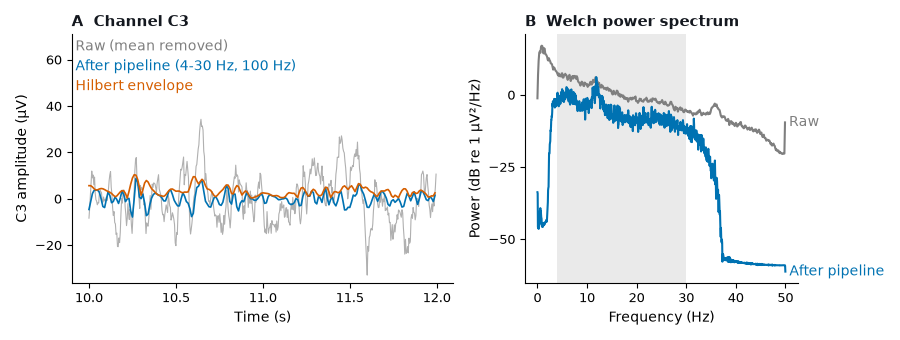 A Channel C3
Raw (mean removed)
After pipeline (4-30 Hz, 100 Hz)
Hilbert envelope
C3 amplitude (µV)
60
40
20
0
−20
10.0
10.5
11.0
11.5
12.0
Time (s)
B Welch power spectrum
Power (dB re 1 µV²/Hz)
0
−25
−50
Raw
After pipeline
0
10
20
30
40
50
Frequency (Hz)